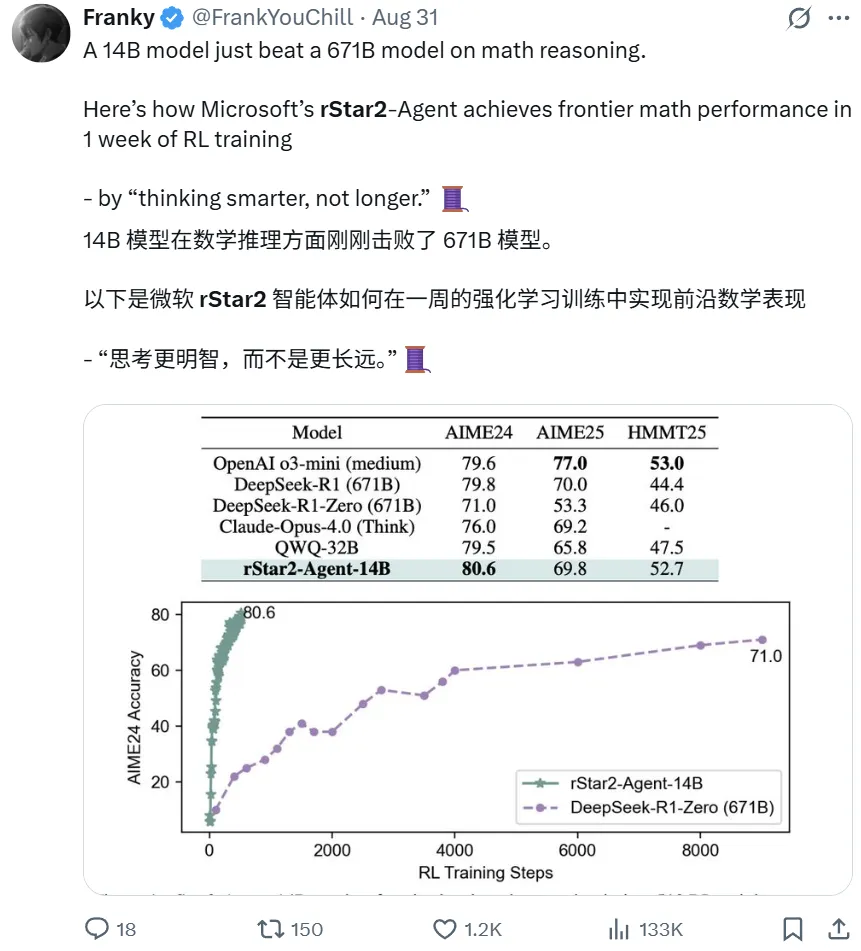 Franky @FrankYouChill · Aug 31
A 14B model just beat a 671B model on math reasoning.
Here’s how Microsoft’s rStar2-Agent achieves frontier math performance in
1 week of RL training
- by “thinking smarter, not longer.” 🧵
14B 模型在数学推理方面刚刚击败了 671B 模型。
以下是微软 rStar2 智能体如何在一周的强化学习训练中实现前沿数学表现
- “思考更明智，而不是更长远。” 🧵
Model AIME24 AIME25 HMMT25
OpenAI o3-mini (medium) 79.6 77.0 53.0
DeepSeek-R1 (671B) 79.8 70.0 44.4
DeepSeek-R1-Zero (671B) 71.0 53.3 46.0
Claude-Opus-4.0 (Think) 76.0 69.2 -
QWQ-32B 79.5 65.8 47.5
rStar2-Agent-14B 80.6 69.8 52.7
AIME24 Accuracy
80
60
40
20
80.6
71.0
rStar2-Agent-14B
DeepSeek-R1-Zero (671B)
0 2000 4000 6000 8000
RL Training Steps
18 150 1.2K 133K